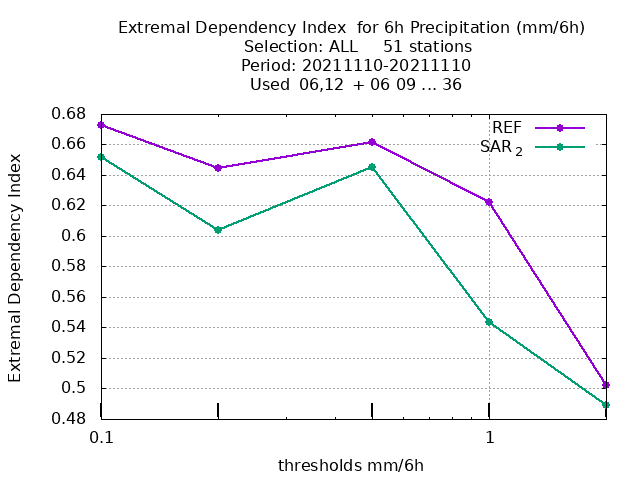 Extremal Dependency Index  for 6h Precipitation (mm/6h)
Selection: ALL     51 stations
Period: 20211110-20211110
Used  06,12  + 06 09 ... 36
REF
SAR 2
0.68
0.66
0.64
0.62
0.6
0.58
0.56
0.54
0.52
0.5
0.48
Extremal Dependency Index
0.1
1
thresholds mm/6h